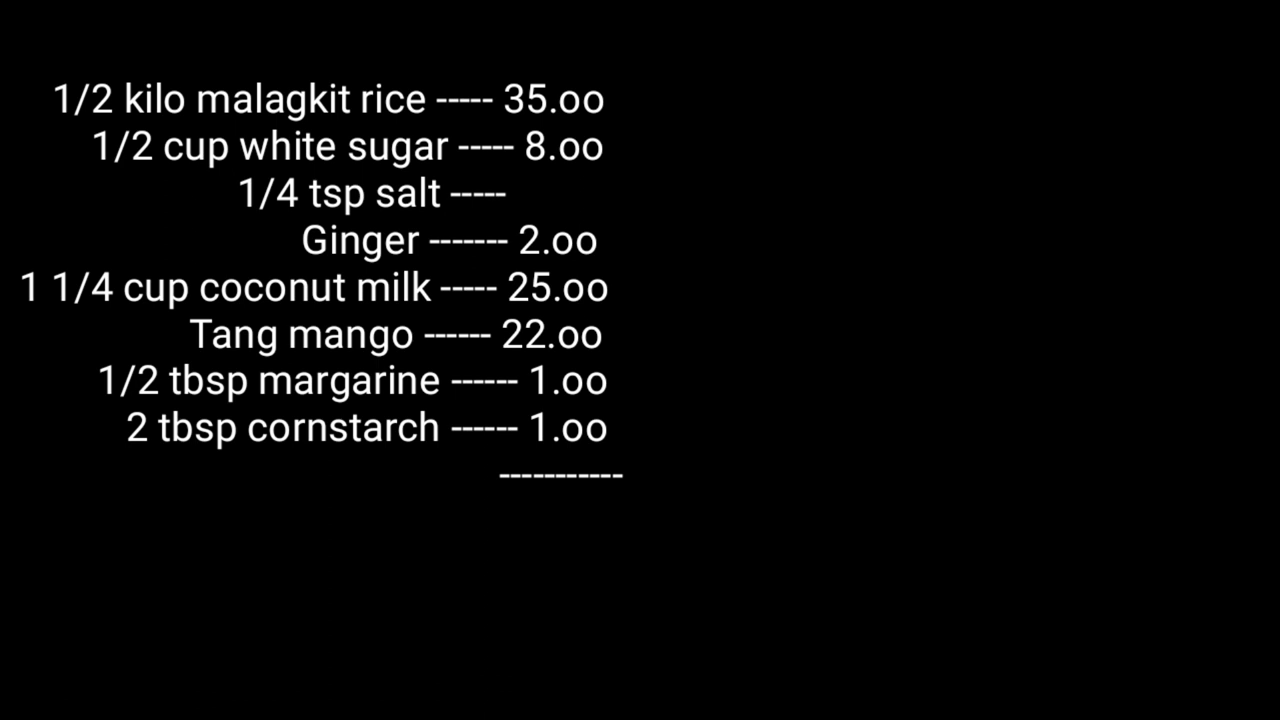 1/2 kilo malagkit rice ----- 35.oo
1/2 cup white sugar ----- 8.oo
1/4 tsp salt -----
Ginger ------- 2.oo
1 1/4 cup coconut milk ----- 25.oo
Tang mango ------ 22.oo
1/2 tbsp margarine ------ 1.oo
2 tbsp cornstarch ------ 1.oo
-----------